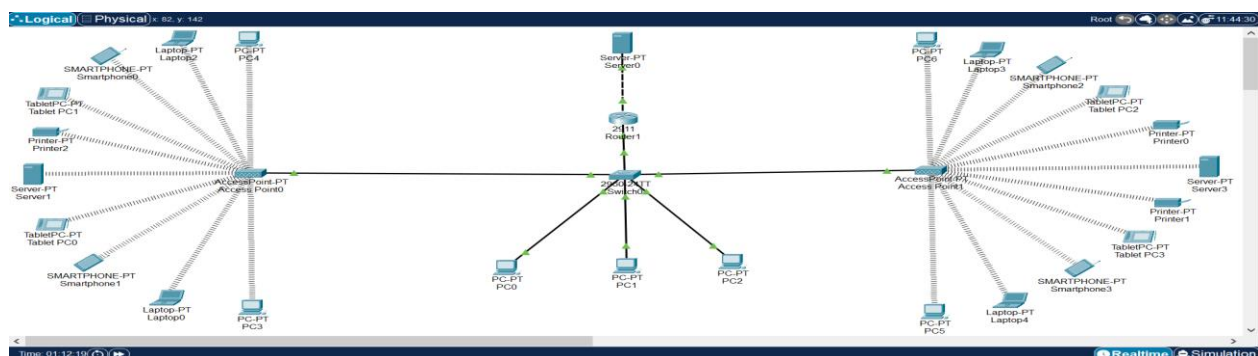 Logical Physical x: 82, y: 142 Root 11:44:30
Laptop-PT
Laptop2
PC-PT
PC4
SMARTPHONE-PT
Smartphone0
TabletPC-PT
Tablet PC1
Printer-PT
Printer2
Server-PT
Server1
AccessPoint-PT
Access Point0
TabletPC-PT
Tablet PC0
SMARTPHONE-PT
Smartphone1
Laptop-PT
Laptop0
PC-PT
PC3
Server-PT
Server0
2911
Router1
Switch0
PC-PT
PC0
PC-PT
PC1
PC-PT
PC2
PC-PT
PC6
Laptop-PT
Laptop3
SMARTPHONE-PT
Smartphone2
TabletPC-PT
Tablet PC2
Printer-PT
Printer0
AccessPoint-PT
Access Point1
Server-PT
Server3
Printer-PT
Printer1
TabletPC-PT
Tablet PC3
SMARTPHONE-PT
Smartphone3
Laptop-PT
Laptop4
PC-PT
PC5
Time: 01:12:19 Realtime Simulation